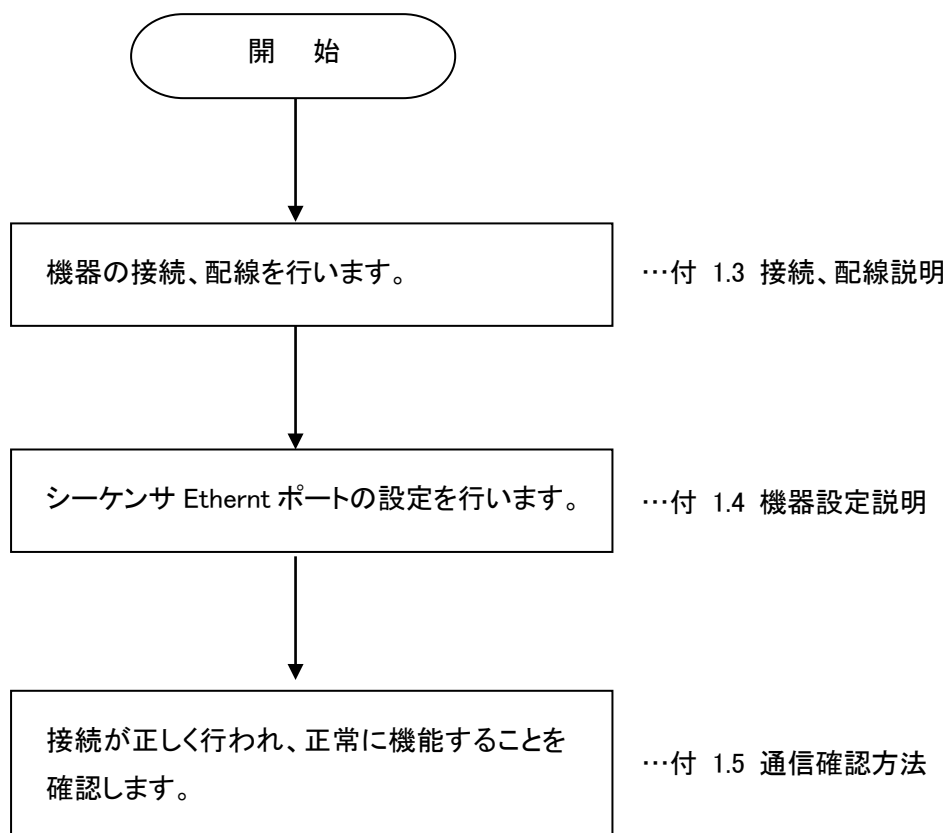 開　始
機器の接続、配線を行います。
…付 1.3 接続、配線説明
シーケンサ Ethernt ポートの設定を行います。
…付 1.4 機器設定説明
接続が正しく行われ、正常に機能することを
確認します。
…付 1.5 通信確認方法